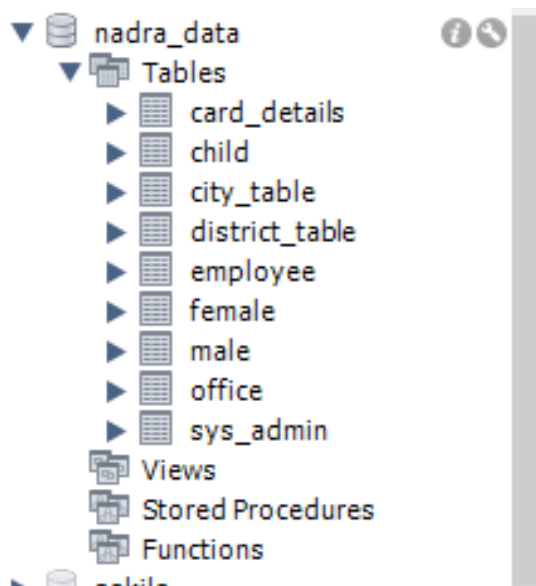 nadra_data
Tables
card_details
child
city_table
district_table
employee
female
male
office
sys_admin
Views
Stored Procedures
Functions